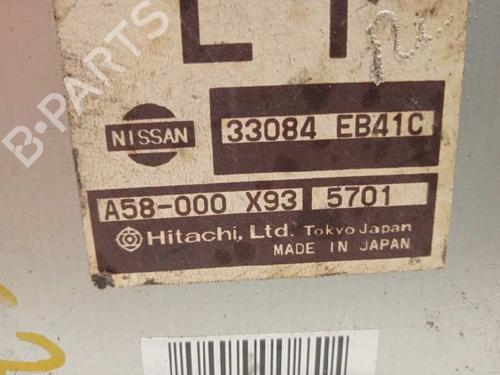 B-PARTS
L
NISSAN
33084 EB41C
A58-000 X93 5701
Hitachi, Ltd. Tokyo Japan
MADE IN JAPAN